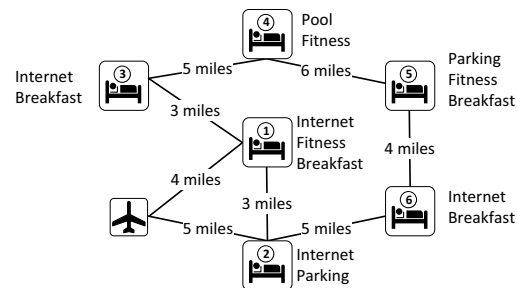 ④
Pool
Fitness
5 miles
6 miles
③
Internet
Breakfast
⑤
Parking
Fitness
Breakfast
3 miles
①
Internet
Fitness
Breakfast
4 miles
4 miles
3 miles
⑥
Internet
Breakfast
5 miles
5 miles
②
Internet
Parking